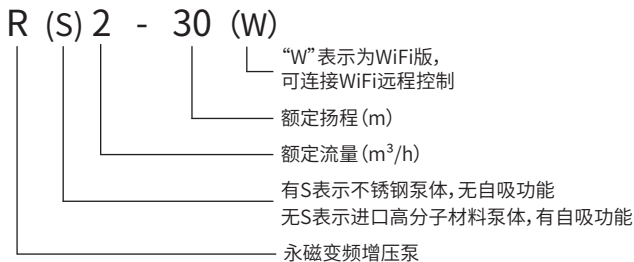 R (S) 2 - 30 (W)
“W”表示为WiFi版，
可连接WiFi远程控制
额定扬程（m）
额定流量（m³/h）
有S表示不锈钢泵体，无自吸功能
无S表示进口高分子材料泵体，有自吸功能
永磁变频增压泵